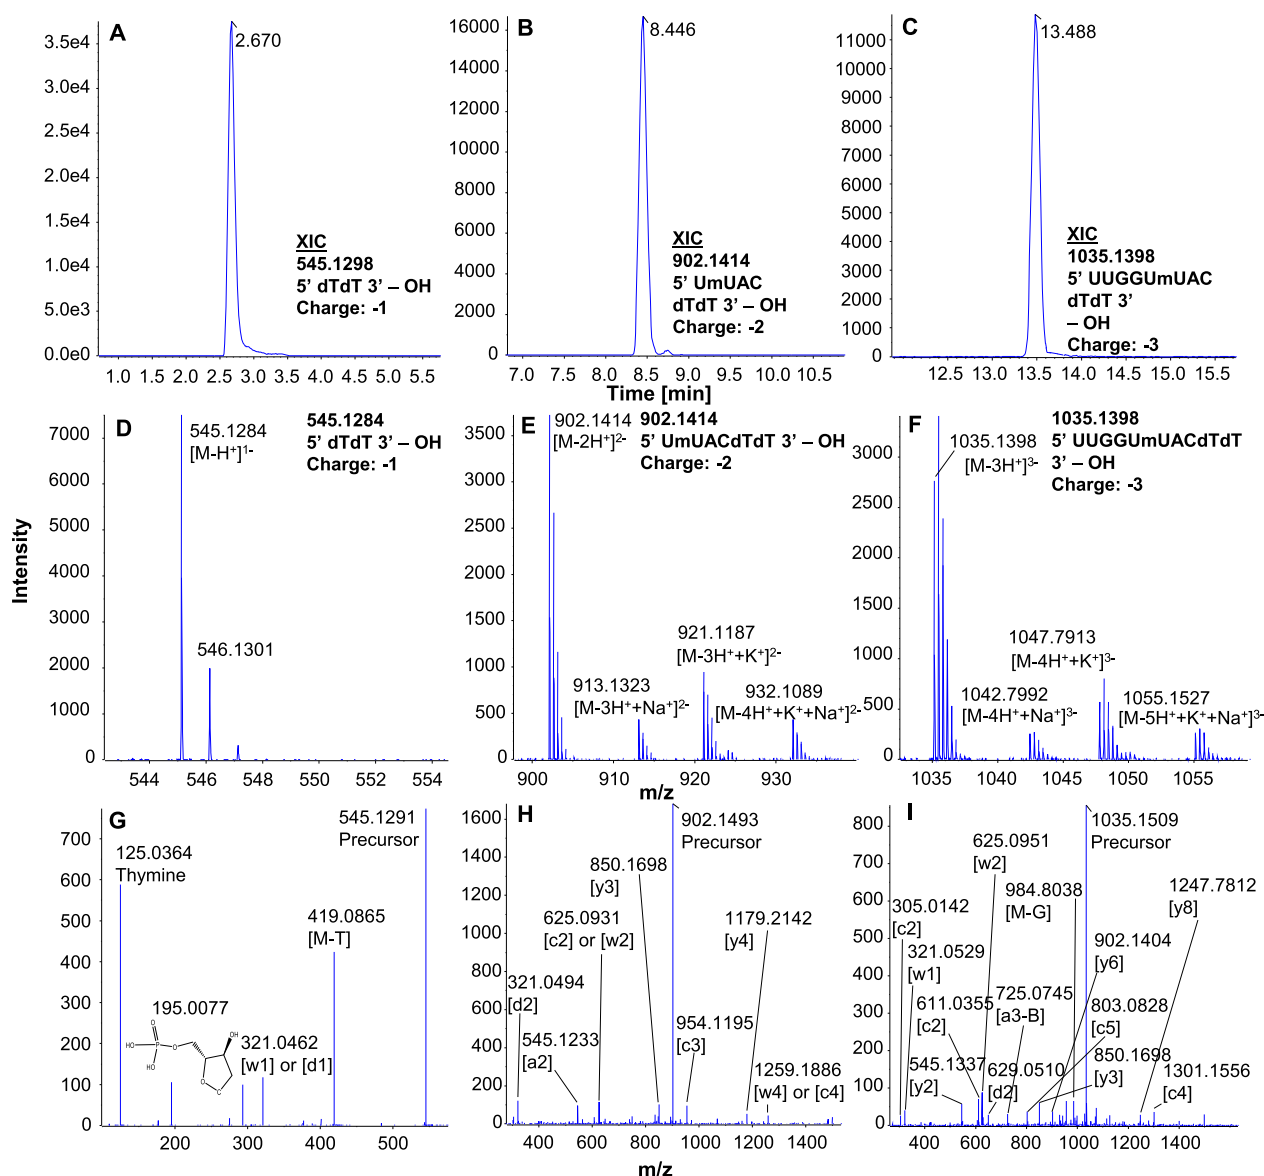 A
3.5e4
3.0e4
2.5e4
2.0e4
1.5e4
1.0e4
5.0e3
0.0e0
2.670
XIC
545.1298
5’ dTdT 3’ – OH
Charge: -1
1.0 1.5 2.0 2.5 3.0 3.5 4.0 4.5 5.0 5.5
B
16000
14000
12000
10000
8000
6000
4000
2000
0
8.446
XIC
902.1414
5’ UmUAC
dTdT 3’ – OH
Charge: -2
7.0 7.5 8.0 8.5 9.0 9.5 10.0 10.5
C
11000
10000
9000
8000
7000
6000
5000
4000
3000
2000
1000
0
13.488
XIC
1035.1398
5’ UUGGUmUAC
dTdT 3’
– OH
Charge: -3
12.5 13.0 13.5 14.0 14.5 15.0 15.5
Time [min]
Intensity
D
7000
6000
5000
4000
3000
2000
1000
0
545.1284
[M-H⁺]¹⁻
546.1301
545.1284
5’ dTdT 3’ – OH
Charge: -1
544 546 548 550 552 554
E
3500
3000
2500
2000
1500
1000
500
0
902.1414
[M-2H⁺]²⁻
902.1414
5’ UmUACdTdT 3’ – OH
Charge: -2
921.1187
[M-3H⁺+K⁺]²⁻
913.1323
[M-3H⁺+Na⁺]²⁻
932.1089
[M-4H⁺+K⁺+Na⁺]²⁻
900 910 920 930
F
3000
2500
2000
1500
1000
500
0
1035.1398
[M-3H⁺]³⁻
1035.1398
5’ UUGGUmUACdTdT
3’ – OH
Charge: -3
1047.7913
[M-4H⁺+K⁺]³⁻
1042.7992
[M-4H⁺+Na⁺]³⁻
1055.1527
[M-5H⁺+K⁺+Na⁺]³⁻
1035 1040 1045 1050 1055
m/z
G
700
600
500
400
300
200
100
0
545.1291
Precursor
125.0364
Thymine
419.0865
[M-T]
195.0077
O
HO P O
HO
OH
O
C
321.0462
[w1] or [d1]
200 300 400 500
H
1600
1400
1200
1000
800
600
400
200
0
902.1493
Precursor
850.1698
[y3]
625.0931
[c2] or [w2]
1179.2142
[y4]
321.0494
[d2]
545.1233
[a2]
954.1195
[c3]
1259.1886
[w4] or [c4]
400 600 800 1000 1200 1400
I
800
700
600
500
400
300
200
100
0
1035.1509
Precursor
625.0951
[w2]
984.8038
[M-G]
1247.7812
[y8]
305.0142
[c2]
902.1404
[y6]
321.0529
[w1]
725.0745
[a3-B]
803.0828
[c5]
611.0355
[c2]
850.1698
[y3]
545.1337
[y2]
629.0510
[d2]
1301.1556
[c4]
400 600 800 1000 1200 1400
m/z